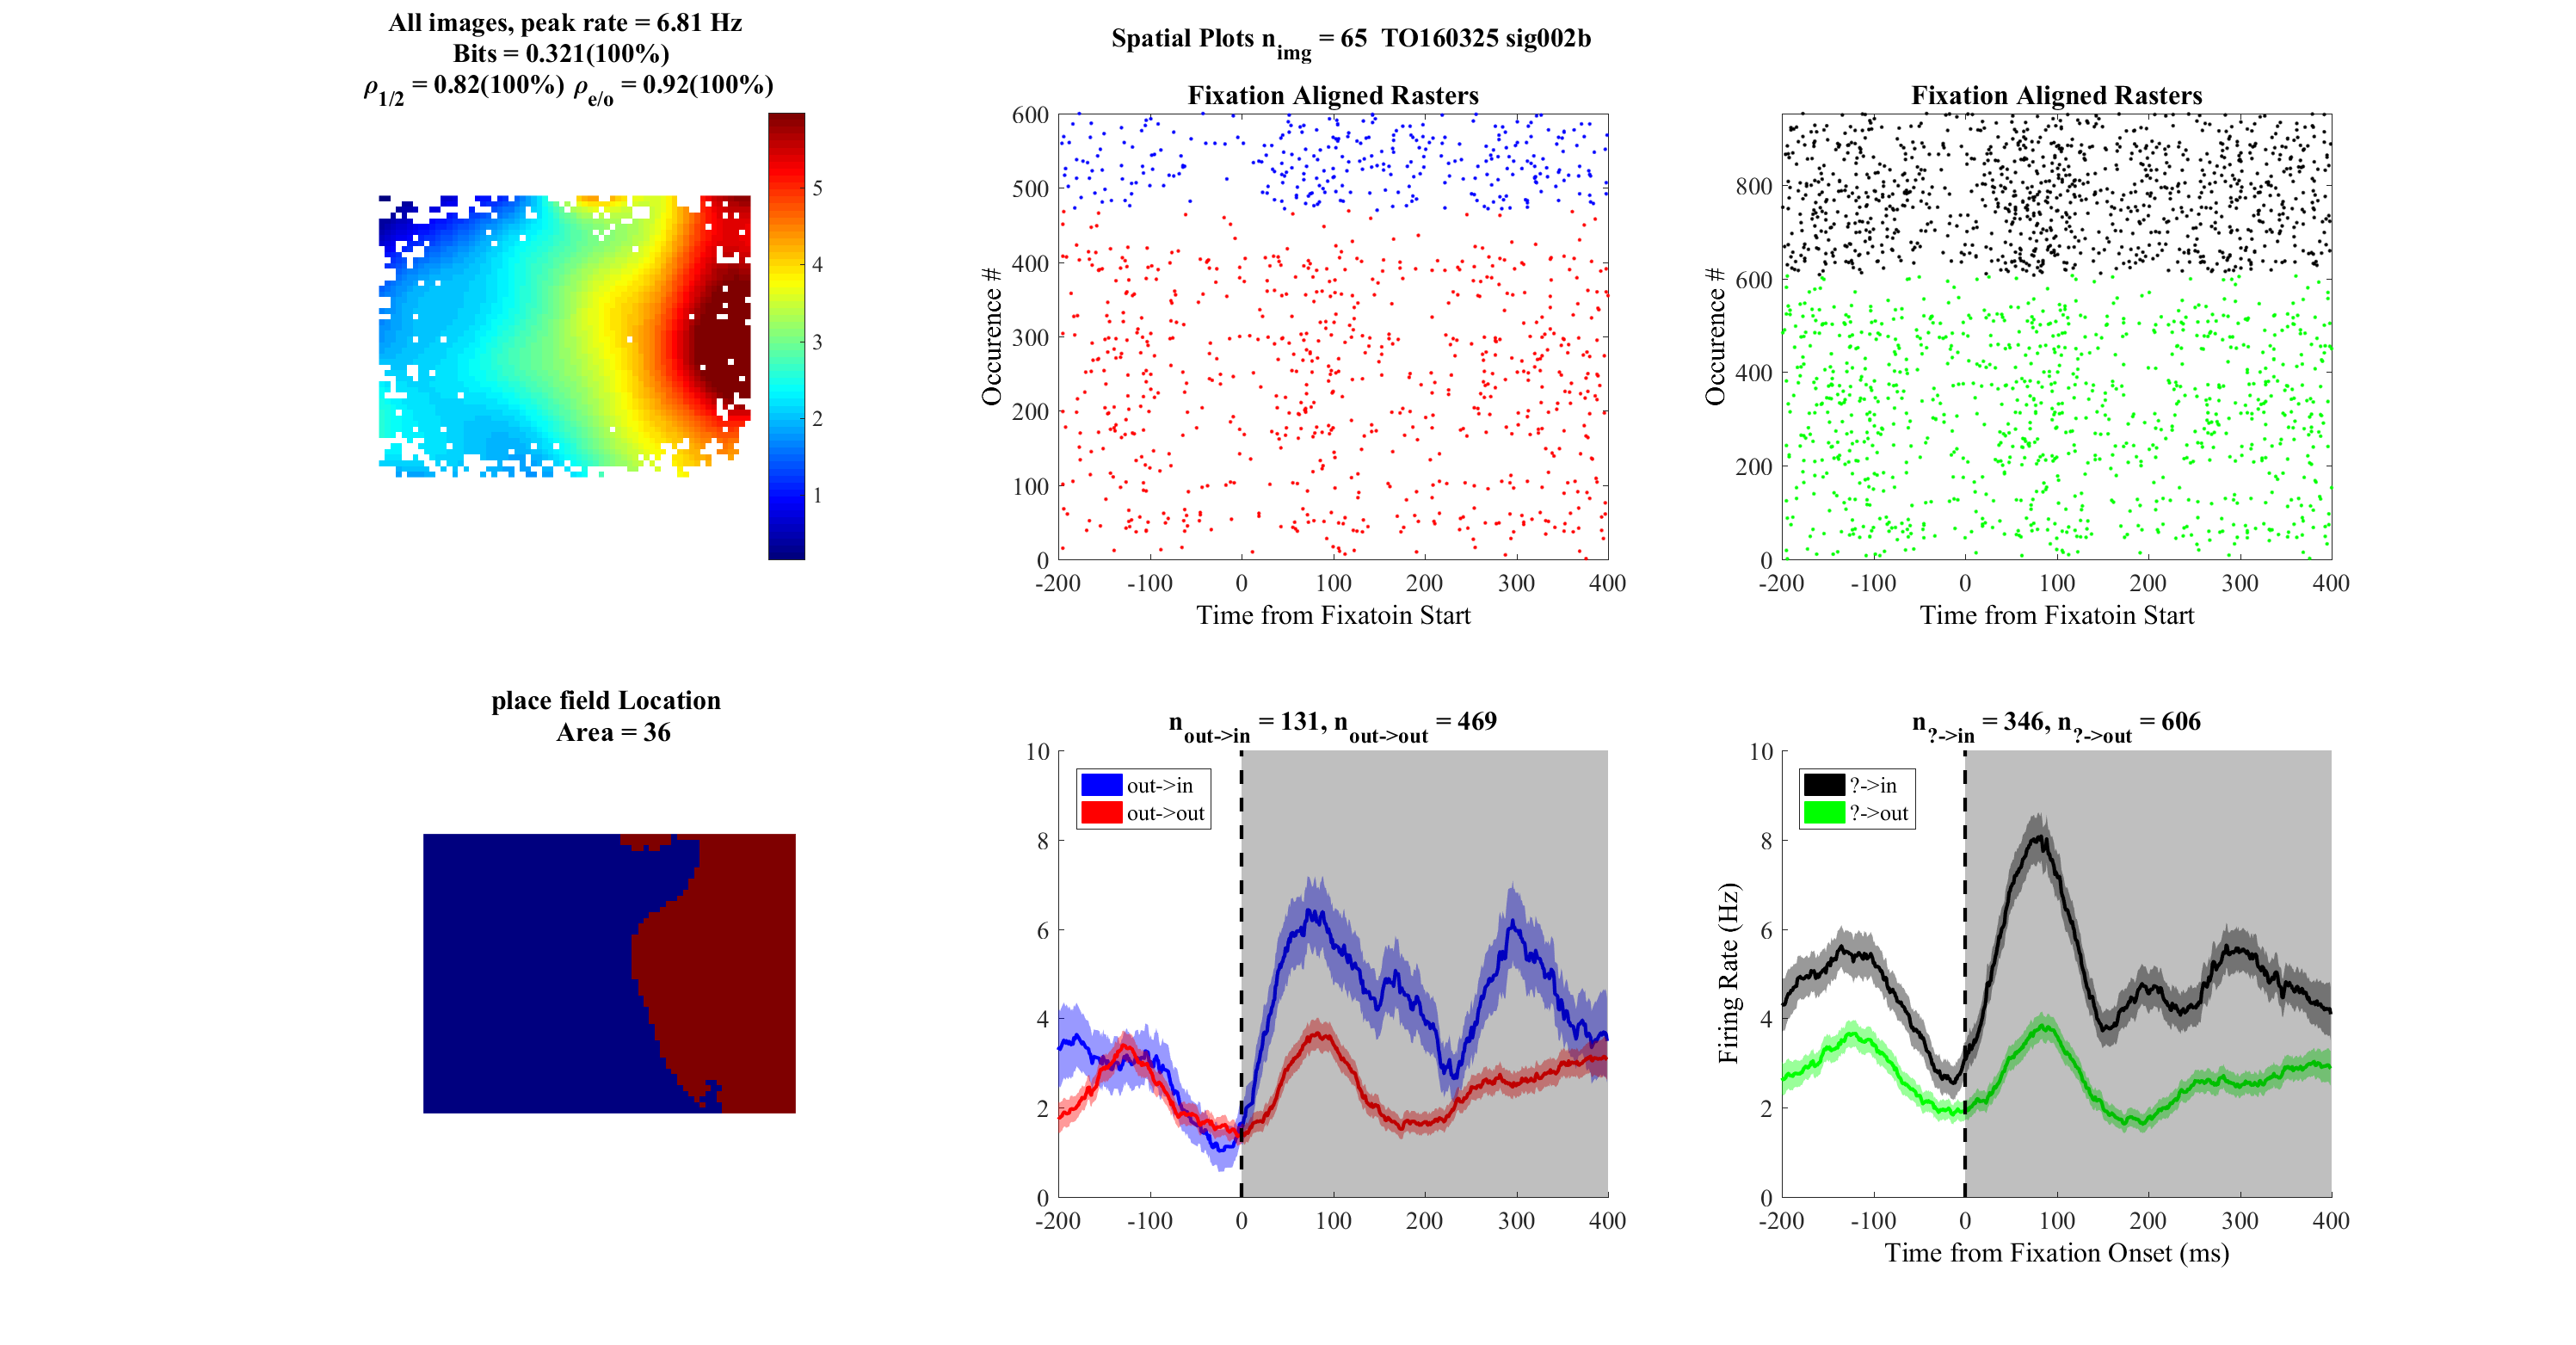 All images, peak rate = 6.81 Hz
Bits = 0.321(100%)
ρ1/2 = 0.82(100%) ρe/o = 0.92(100%)
5
4
3
2
1
Spatial Plots nimg = 65 TO160325 sig002b
Fixation Aligned Rasters
600
500
400
300
200
100
0
Occurence #
-200 -100 0 100 200 300 400
Time from Fixatoin Start
Fixation Aligned Rasters
800
600
400
200
0
Occurence #
-200 -100 0 100 200 300 400
Time from Fixatoin Start
place field Location
Area = 36
nout->in = 131, nout->out = 469
10
8
6
4
2
0
out->in
out->out
-200 -100 0 100 200 300 400
n?->in = 346, n?->out = 606
10
8
6
4
2
0
Firing Rate (Hz)
?->in
?->out
-200 -100 0 100 200 300 400
Time from Fixation Onset (ms)